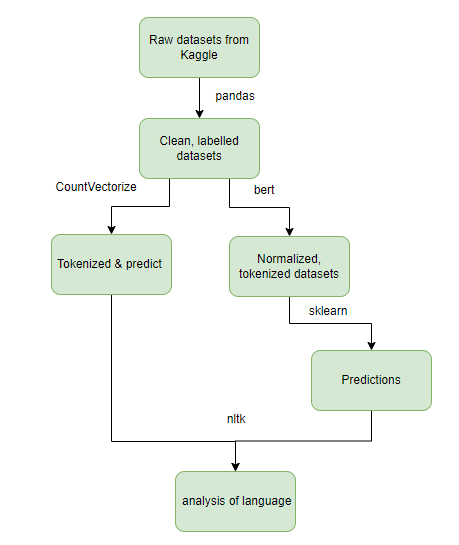 Raw datasets from
Kaggle
pandas
Clean, labelled
datasets
CountVectorize
bert
Tokenized & predict
Normalized,
tokenized datasets
sklearn
Predictions
nltk
analysis of language